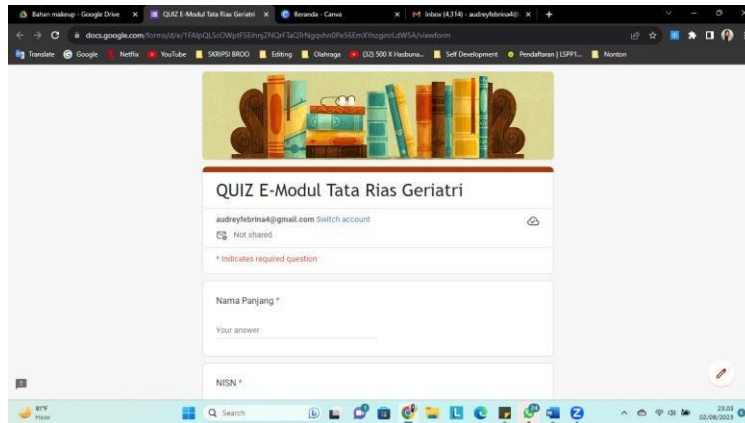 Bahan makeup - Google Drive
QUIZ E-Modul Tata Rias Geriatri
Beranda - Canva
Inbox (4,314) - audreyfebrina4@
docs.google.com/forms/d/e/
/viewform
Translate
Google
Netflix
YouTube
SKRIPSI BROO
Editing
Olahraga
(32) 500 X Hasbuna...
Self Development
Pendaftaran | LSPP1...
Nonton
QUIZ E-Modul Tata Rias Geriatri
audreyfebrina4@gmail.com Switch account
Not shared
* Indicates required question
Nama Panjang *
Your answer
NISN *
81°F
Haze
Search
24
23.03
02/08/2023